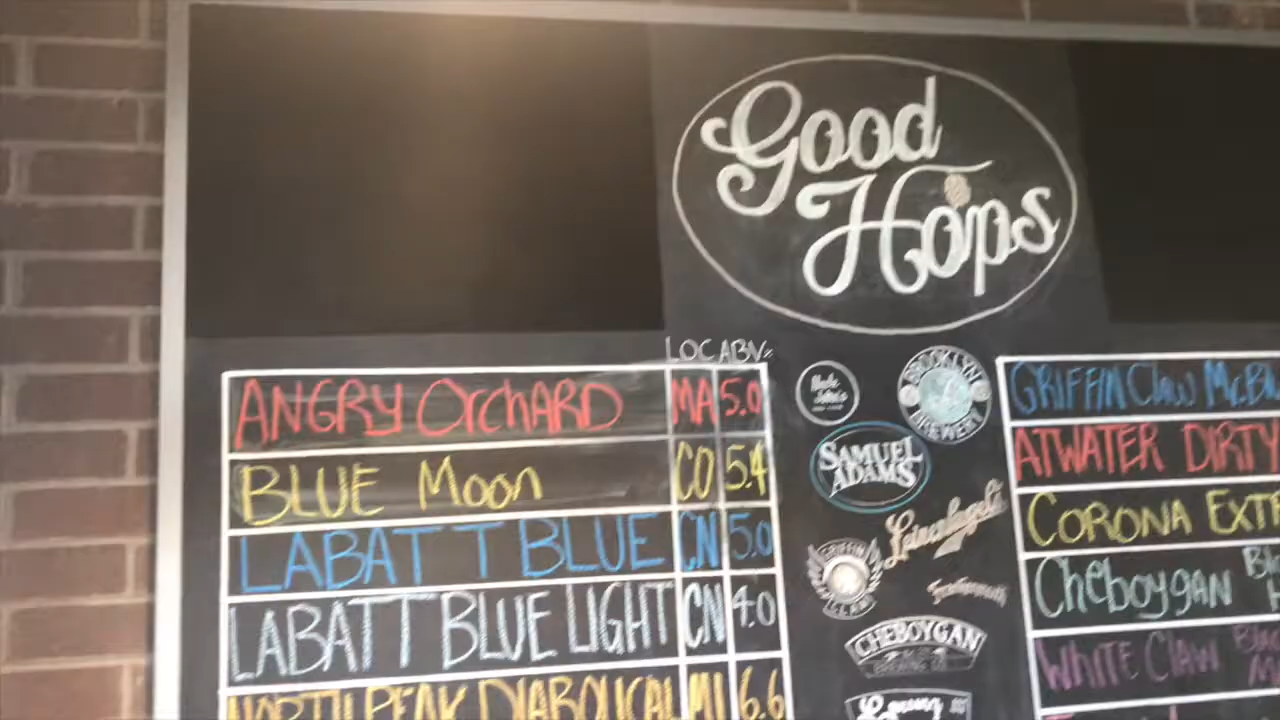 Good
Hops
LOC ABV%
ANGRY OrchARD MA 5.0
BLUE Moon CO 5.4
LABATT BLUE CN 5.0
LABATT BLUE LIGHT CN 4.0
NORTH PEAK DIABOLICAL MI 6.6
BROOKLYN
BREWERY
SAMUEL
ADAMS
Leinenkugel's
GRIFFIN
CLAW
CHEBOYGAN
BREWING CO
GRIFFIN Claw
ATWATER DIRTY
CORONA
Cheboygan
WHITE Claw